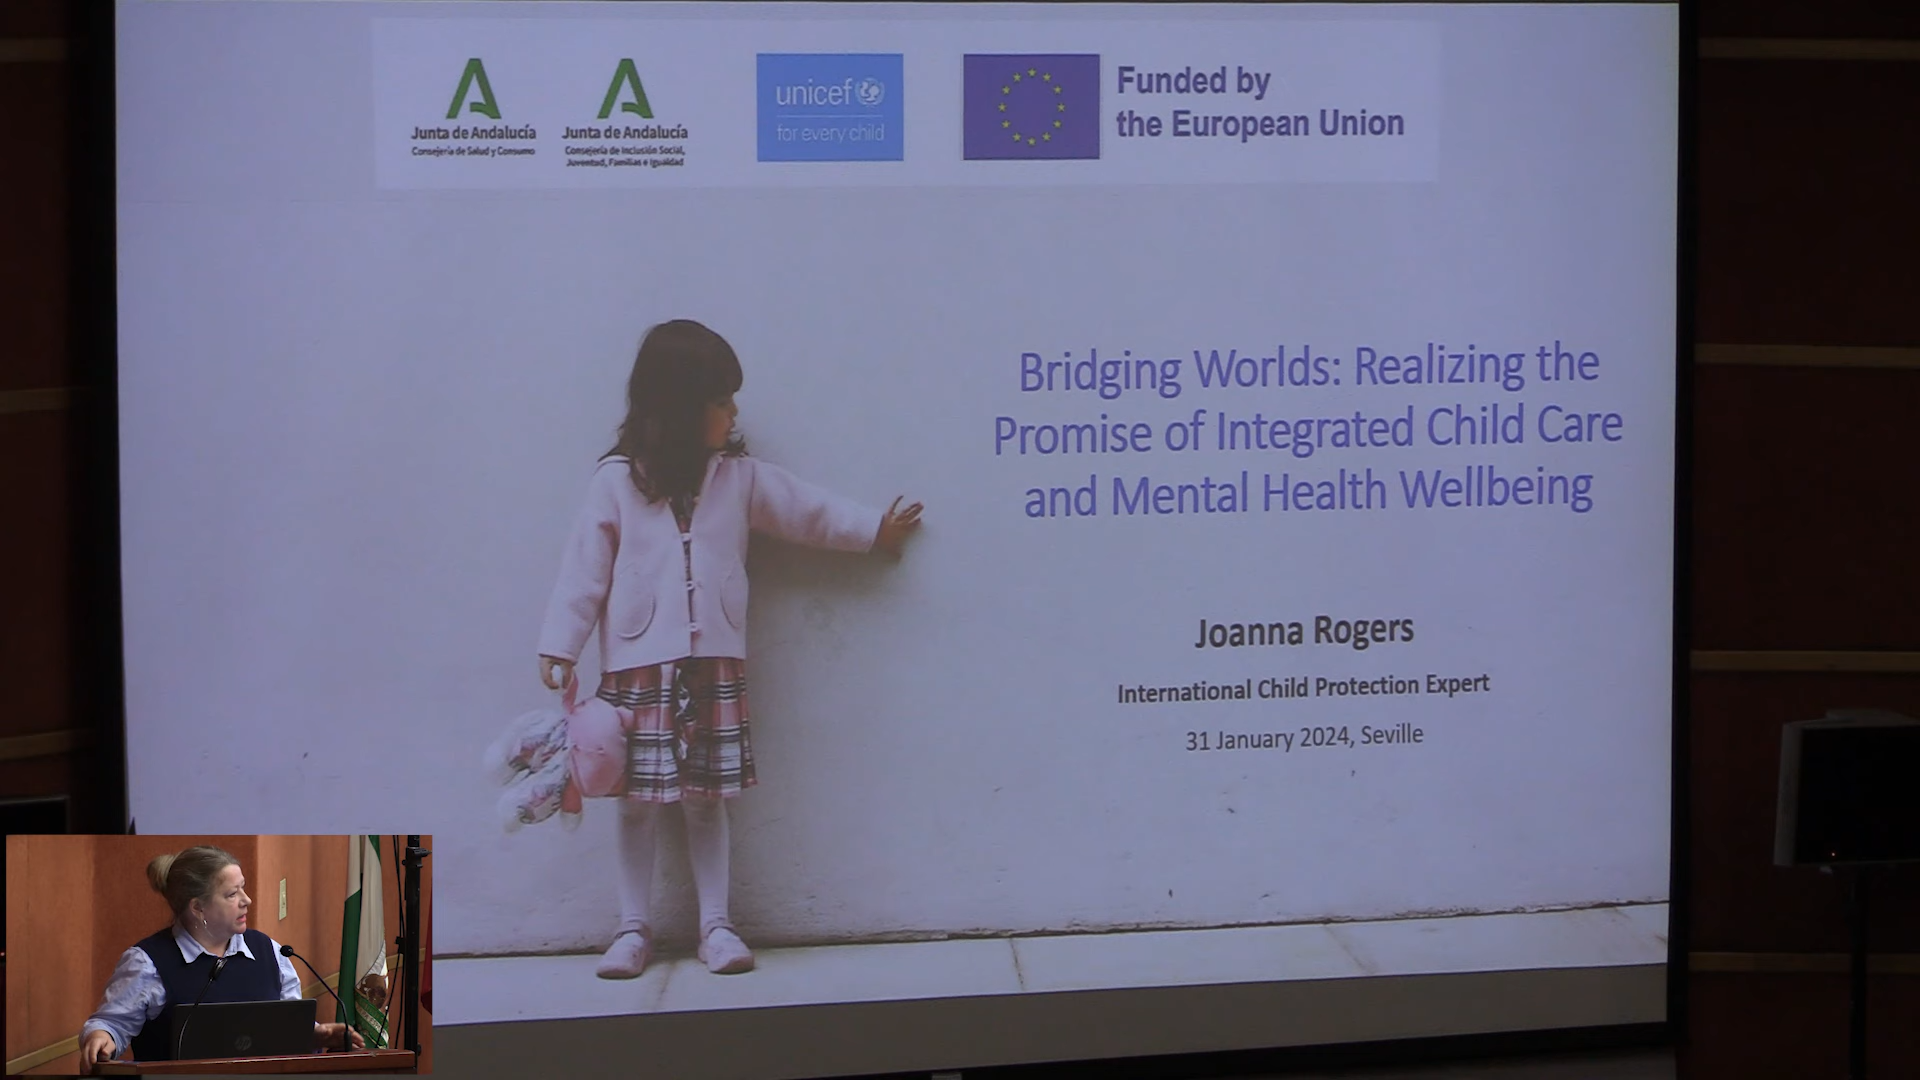 Junta de Andalucía
Consejería de Salud y Consumo
Junta de Andalucía
Consejería de Inclusión Social,
Juventud, Familias e Igualdad
unicef
for every child
Funded by
the European Union
Bridging Worlds: Realizing the
Promise of Integrated Child Care
and Mental Health Wellbeing
Joanna Rogers
International Child Protection Expert
31 January 2024, Seville
hp